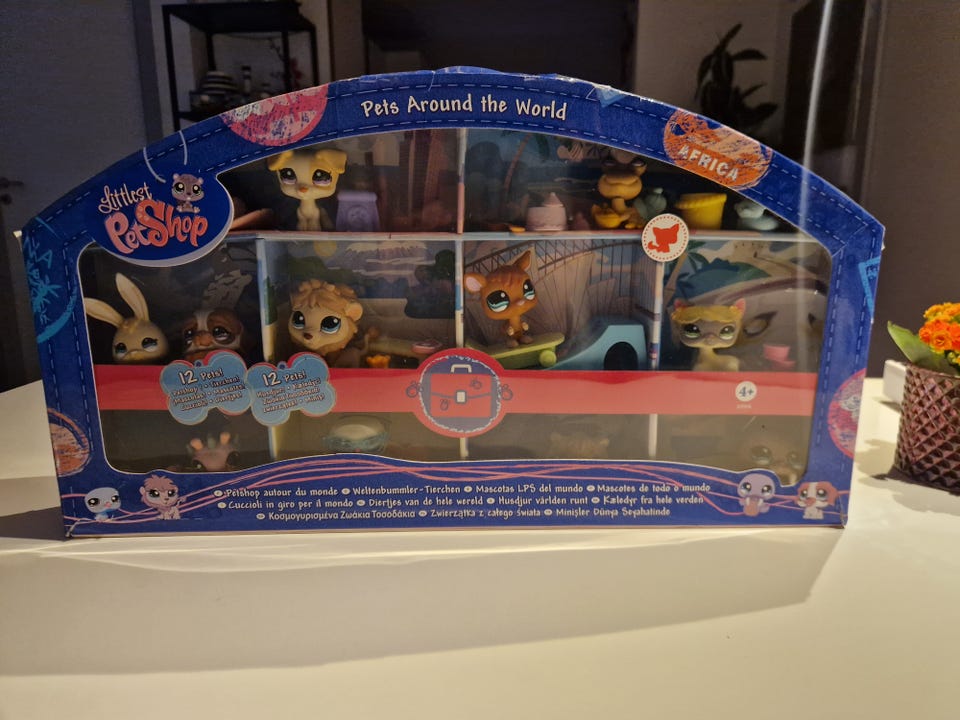 Pets Around the World
AFRICA
Littlest
PetShop
12 Pets!
12 Pets!
4+
Petshop autour du monde • Weltenbummler-Tierchen • Mascotas LPS del mundo • Mascotes de todo o mundo
• Cuccioli in giro per il mondo • Diertjes van de hele wereld • Husdjur världen runt • Kæledyr fra hele verden
• Κοσμογυρισμένα Ζωάκια Τοσοδάκια • Zwierzątka z całego świata • Minişler Dünya Seyahatinde